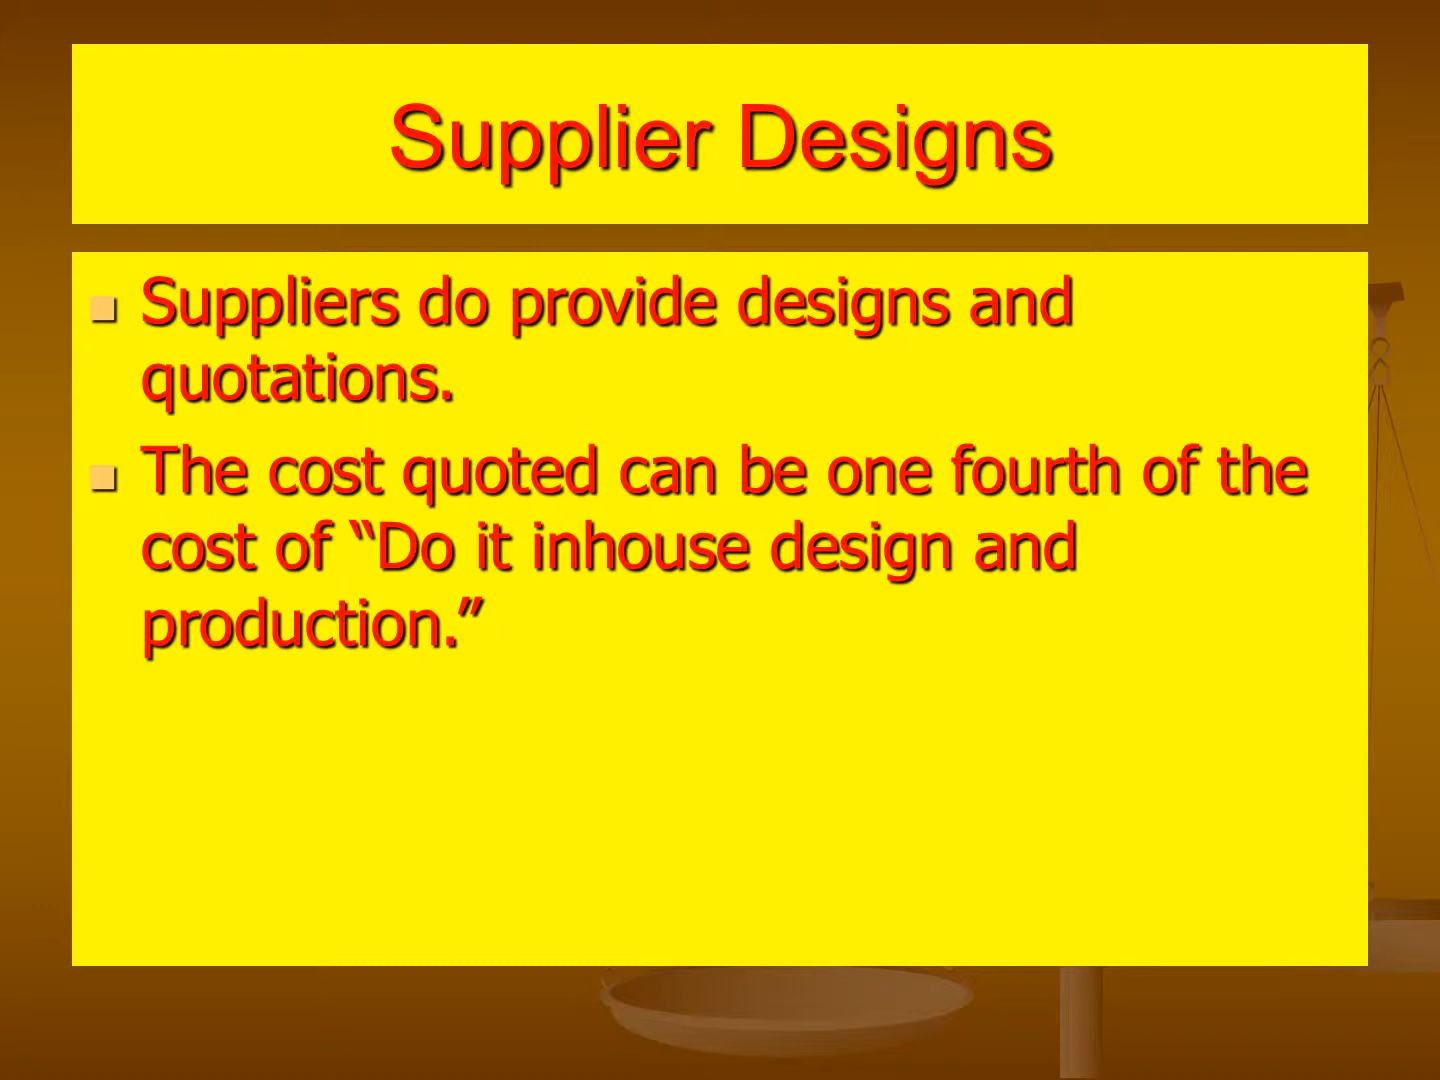 Supplier Designs
Suppliers do provide designs and
quotations.
The cost quoted can be one fourth of the
cost of “Do it inhouse design and
production.”